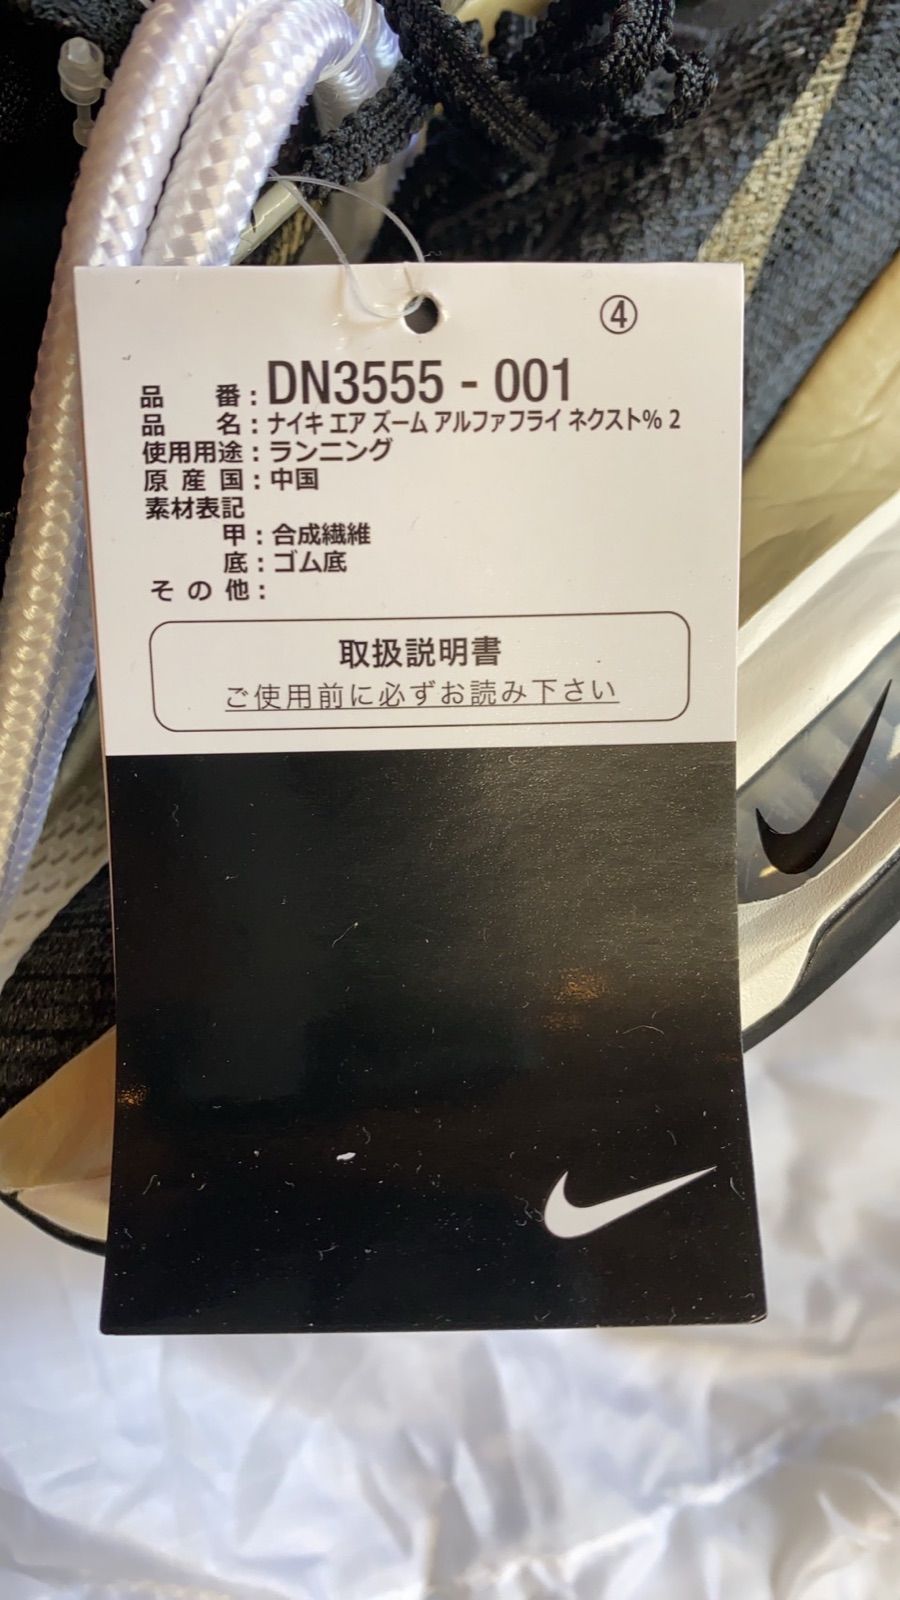 ④
品　番：DN3555 - 001
品　名：ナイキ エア ズーム アルファフライ ネクスト% 2
使用用途：ランニング
原産国：中国
素材表記
甲：合成繊維
底：ゴム底
その他：
取扱説明書
ご使用前に必ずお読み下さい